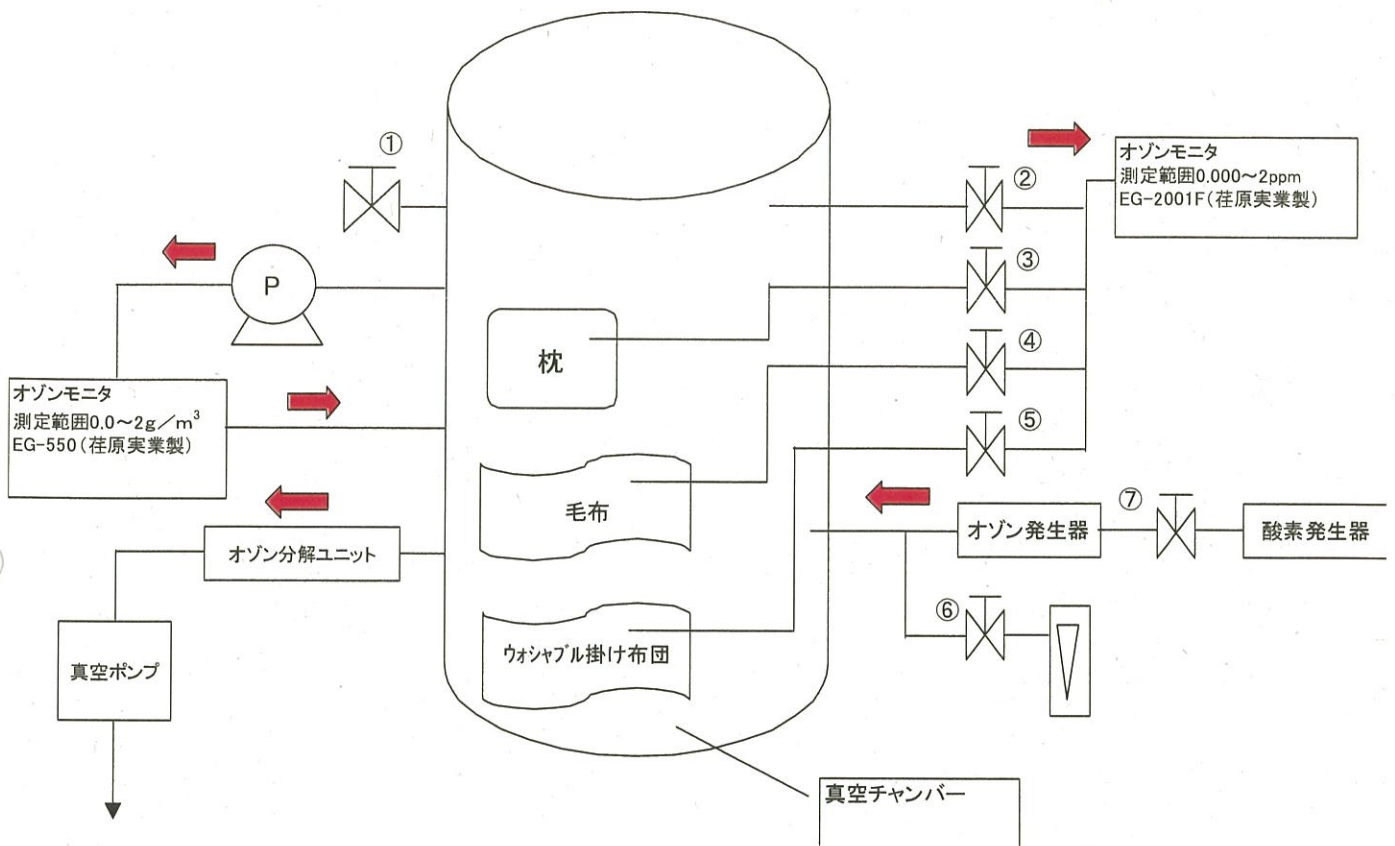 ①
②
オゾンモニタ
測定範囲0.000～2ppm
EG-2001F(荏原実業製)
③
P
枕
④
オゾンモニタ
測定範囲0.0～2g／m³
EG-550(荏原実業製)
⑤
毛布
⑦
オゾン発生器
酸素発生器
オゾン分解ユニット
⑥
ウォシャブル掛け布団
真空ポンプ
真空チャンバー